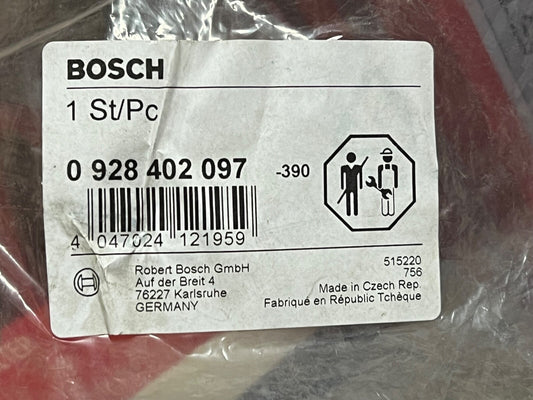 BOSCH
1 St/Pc
0 928 402 097 -390
4 047024 121959
Robert Bosch GmbH
Auf der Breit 4
76227 Karlsruhe
GERMANY
515220
756
Made in Czech Rep
Fabriqué en Républic Tchèque